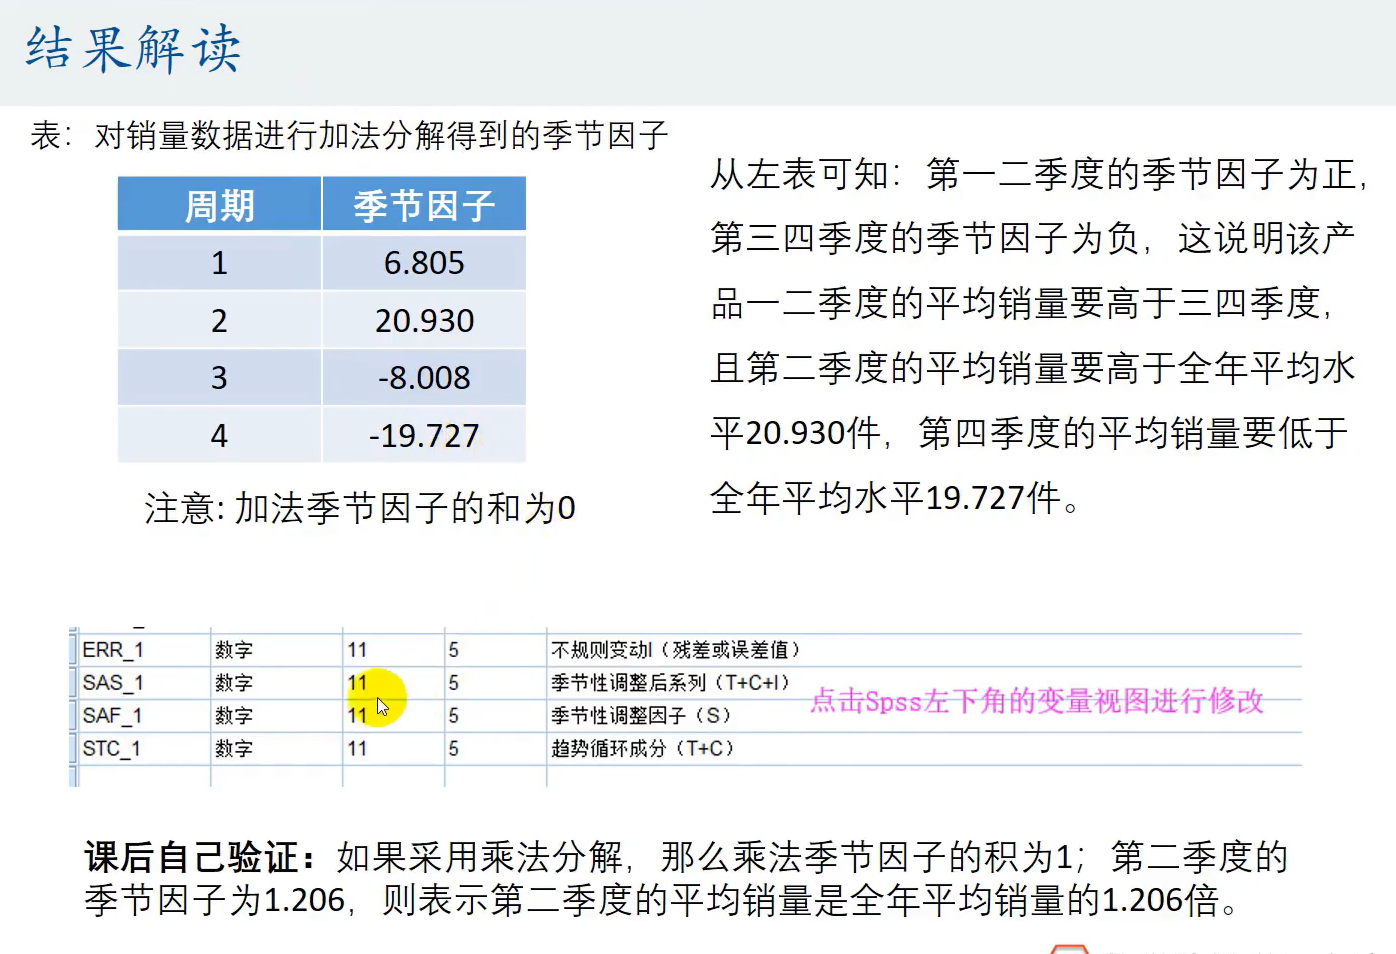 结果解读
表：对销量数据进行加法分解得到的季节因子
周期 季节因子
1 6.805
2 20.930
3 -8.008
4 -19.727
注意: 加法季节因子的和为0
从左表可知：第一二季度的季节因子为正，
第三四季度的季节因子为负，这说明该产
品一二季度的平均销量要高于三四季度，
且第二季度的平均销量要高于全年平均水
平20.930件，第四季度的平均销量要低于
全年平均水平19.727件。
ERR_1 数字 11 5 不规则变动I（残差或误差值）
SAS_1 数字 11 5 季节性调整后系列（T+C+I）
点击Spss左下角的变量视图进行修改
SAF_1 数字 11 5 季节性调整因子（S）
STC_1 数字 11 5 趋势循环成分（T+C）
课后自己验证：如果采用乘法分解，那么乘法季节因子的积为1；第二季度的
季节因子为1.206，则表示第二季度的平均销量是全年平均销量的1.206倍。